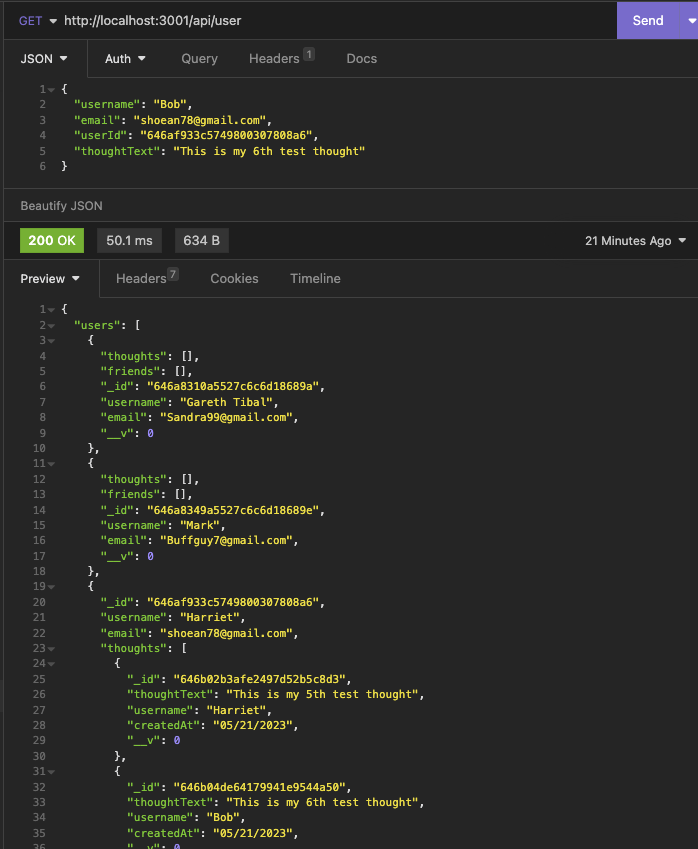 GET http://localhost:3001/api/user Send
JSON Auth Query Headers 1 Docs
1 {
2 "username": "Bob",
3 "email": "shoean78@gmail.com",
4 "userId": "646af933c5749800307808a6",
5 "thoughtText": "This is my 6th test thought"
6 }
Beautify JSON
200 OK 50.1 ms 634 B 21 Minutes Ago
Preview Headers 7 Cookies Timeline
1 {
2 "users": [
3 {
4 "thoughts": [],
5 "friends": [],
6 "_id": "646a8310a5527c6c6d18689a",
7 "username": "Gareth Tibal",
8 "email": "Sandra99@gmail.com",
9 "__v": 0
10 },
11 {
12 "thoughts": [],
13 "friends": [],
14 "_id": "646a8349a5527c6c6d18689e",
15 "username": "Mark",
16 "email": "Buffguy7@gmail.com",
17 "__v": 0
18 },
19 {
20 "_id": "646af933c5749800307808a6",
21 "username": "Harriet",
22 "email": "shoean78@gmail.com",
23 "thoughts": [
24 {
25 "_id": "646b02b3afe2497d52b5c8d3",
26 "thoughtText": "This is my 5th test thought",
27 "username": "Harriet",
28 "createdAt": "05/21/2023",
29 "__v": 0
30 },
31 {
32 "_id": "646b04de64179941e9544a50",
33 "thoughtText": "This is my 6th test thought",
34 "username": "Bob",
35 "createdAt": "05/21/2023",
36 "__v": 0